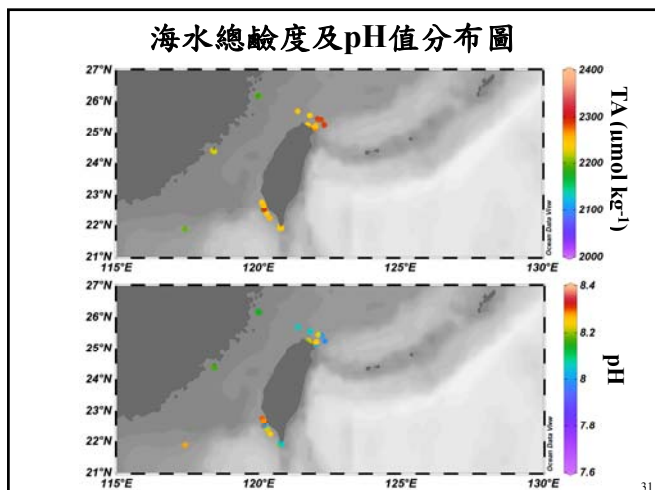 海水總鹼度及pH值分布圖
27°N
26°N
25°N
24°N
23°N
22°N
21°N
115°E
120°E
125°E
130°E
Ocean Data View
2400
2300
2200
2100
2000
TA (μmol kg-1)
27°N
26°N
25°N
24°N
23°N
22°N
21°N
115°E
120°E
125°E
130°E
Ocean Data View
8.4
8.2
8
7.8
7.6
pH
31